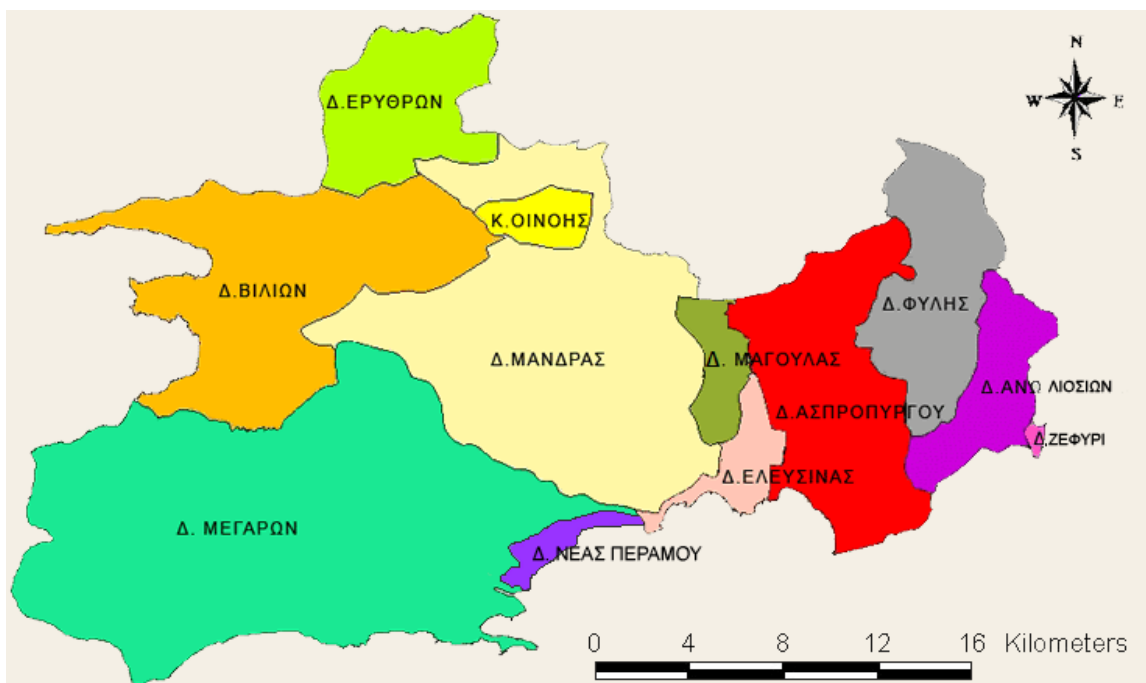 N
W E
S
Δ.ΕΡΥΘΡΩΝ
Κ.ΟΙΝΟΗΣ
Δ.ΒΙΛΙΩΝ
Δ.ΦΥΛΗΣ
Δ.ΜΑΝΔΡΑΣ
Δ. ΜΑΓΟΥΛΑΣ
Δ.ΑΝΩ ΛΙΟΣΙΩΝ
Δ.ΑΣΠΡΟΠΥΡΓΟΥ
Δ.ΖΕΦΥΡΙ
Δ.ΕΛΕΥΣΙΝΑΣ
Δ. ΜΕΓΑΡΩΝ
Δ. ΝΕΑΣ ΠΕΡΑΜΟΥ
0 4 8 12 16 Kilometers